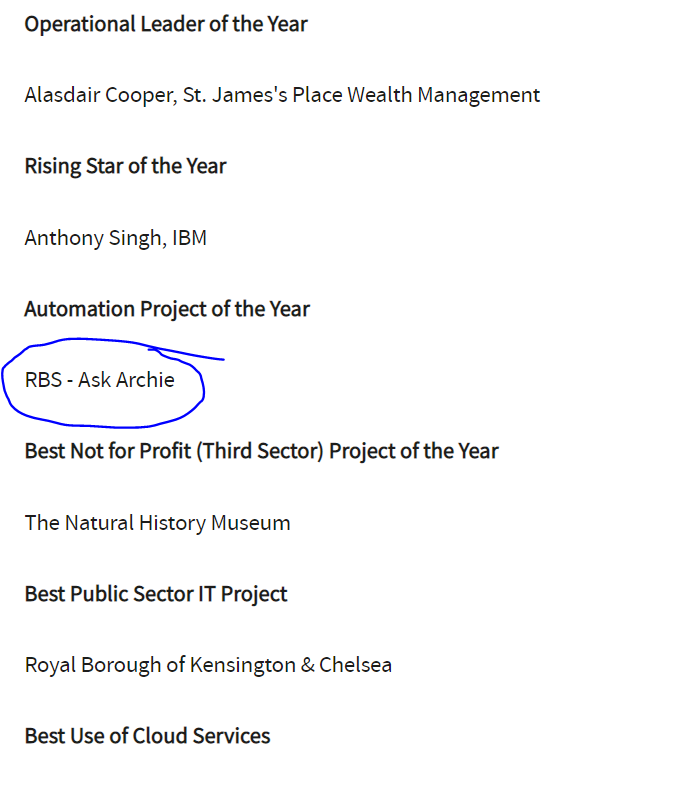 Operational Leader of the Year
Alasdair Cooper, St. James's Place Wealth Management
Rising Star of the Year
Anthony Singh, IBM
Automation Project of the Year
RBS - Ask Archie
Best Not for Profit (Third Sector) Project of the Year
The Natural History Museum
Best Public Sector IT Project
Royal Borough of Kensington & Chelsea
Best Use of Cloud Services